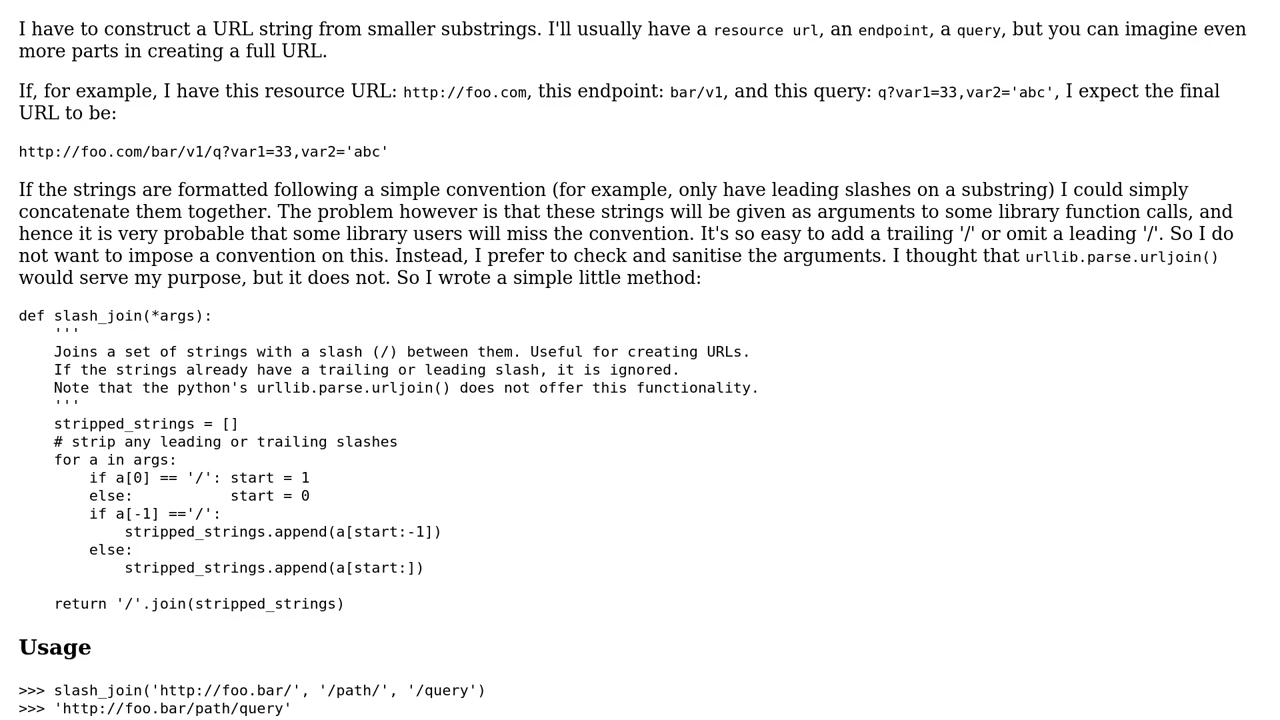 I have to construct a URL string from smaller substrings. I'll usually have a resource url, an endpoint, a query, but you can imagine even
more parts in creating a full URL.
If, for example, I have this resource URL: http://foo.com, this endpoint: bar/v1, and this query: q?var1=33,var2='abc', I expect the final
URL to be:
http://foo.com/bar/v1/q?var1=33,var2='abc'
If the strings are formatted following a simple convention (for example, only have leading slashes on a substring) I could simply
concatenate them together. The problem however is that these strings will be given as arguments to some library function calls, and
hence it is very probable that some library users will miss the convention. It's so easy to add a trailing '/' or omit a leading '/'. So I do
not want to impose a convention on this. Instead, I prefer to check and sanitise the arguments. I thought that urllib.parse.urljoin()
would serve my purpose, but it does not. So I wrote a simple little method:
def slash_join(*args):
    '''
    Joins a set of strings with a slash (/) between them. Useful for creating URLs.
    If the strings already have a trailing or leading slash, it is ignored.
    Note that the python's urllib.parse.urljoin() does not offer this functionality.
    '''
    stripped_strings = []
    # strip any leading or trailing slashes
    for a in args:
        if a[0] == '/': start = 1
        else:           start = 0
        if a[-1] =='/':
            stripped_strings.append(a[start:-1])
        else:
            stripped_strings.append(a[start:])
    return '/'.join(stripped_strings)
Usage
>>> slash_join('http://foo.bar/', '/path/', '/query')
>>> 'http://foo.bar/path/query'